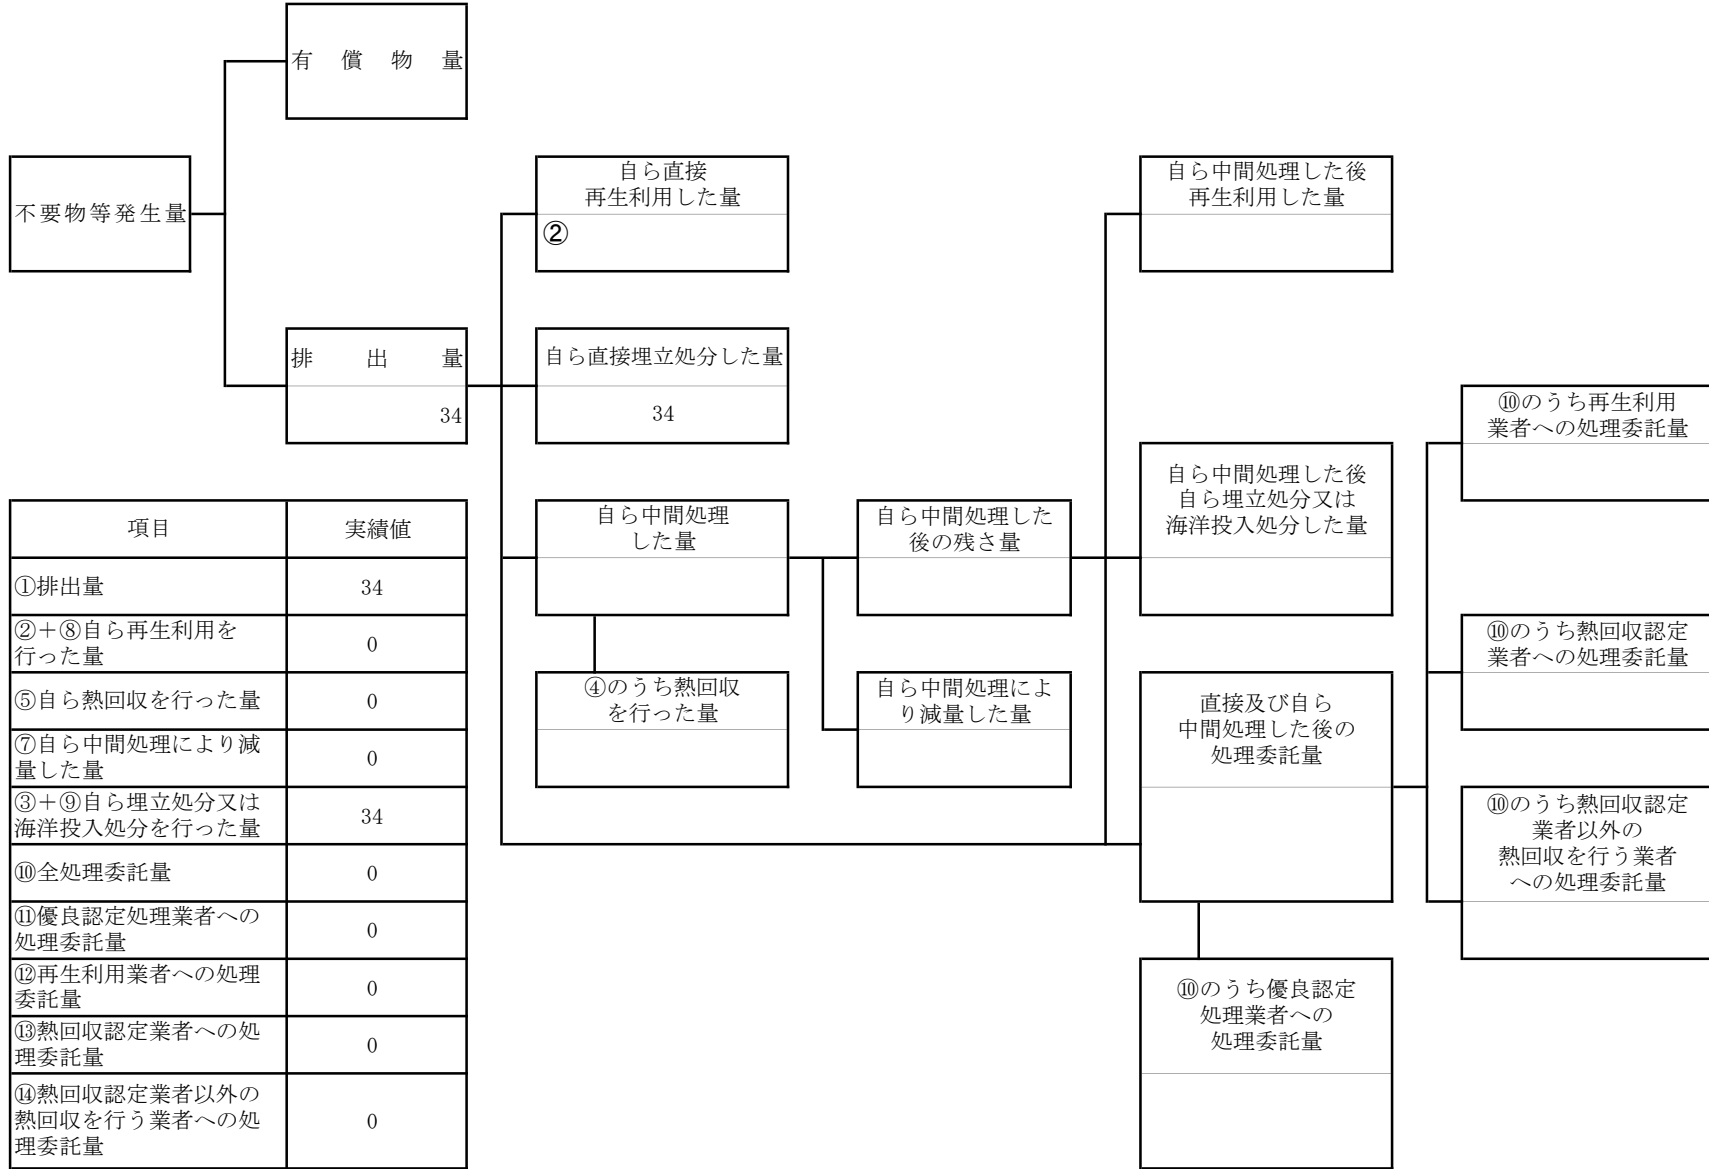 有償物量
不要物等発生量
自ら直接
再生利用した量
②
自ら中間処理した後
再生利用した量
排出量
34
自ら直接埋立処分した量
34
⑩のうち再生利用
業者への処理委託量
自ら中間処理した後
自ら埋立処分又は
海洋投入処分した量
自ら中間処理
した量
自ら中間処理した
後の残さ量
④のうち熱回収
を行った量
自ら中間処理によ
り減量した量
直接及び自ら
中間処理した後の
処理委託量
⑩のうち熱回収認定
業者への処理委託量
⑩のうち熱回収認定
業者以外の
熱回収を行う業者
への処理委託量
⑩のうち優良認定
処理業者への
処理委託量
項目 実績値
①排出量 34
②＋⑧自ら再生利用を
行った量 0
⑤自ら熱回収を行った量 0
⑦自ら中間処理により減
量した量 0
③＋⑨自ら埋立処分又は
海洋投入処分を行った量 34
⑩全処理委託量 0
⑪優良認定処理業者への
処理委託量 0
⑫再生利用業者への処理
委託量 0
⑬熱回収認定業者への処
理委託量 0
⑭熱回収認定業者以外の
熱回収を行う業者への処
理委託量 0